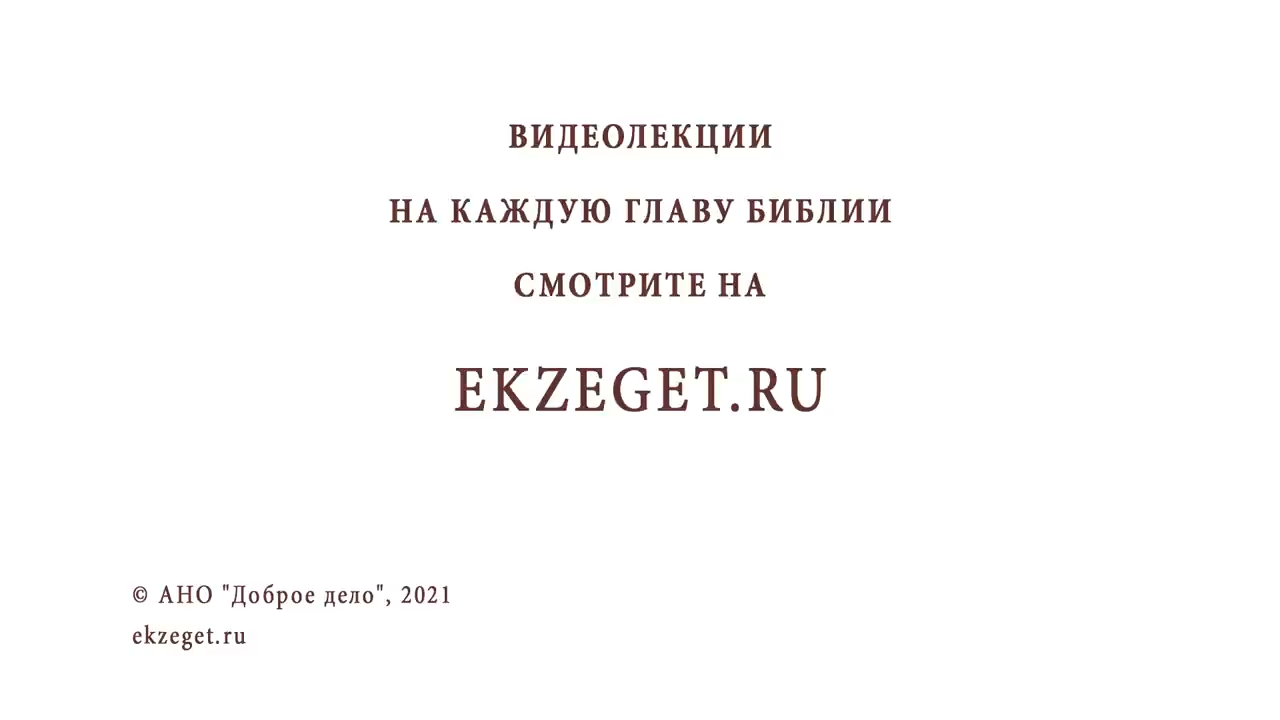 ВИДЕОЛЕКЦИИ
НА КАЖДУЮ ГЛАВУ БИБЛИИ
СМОТРИТЕ НА
EKZEGET.RU
© АНО "Доброе дело", 2021
ekzeget.ru